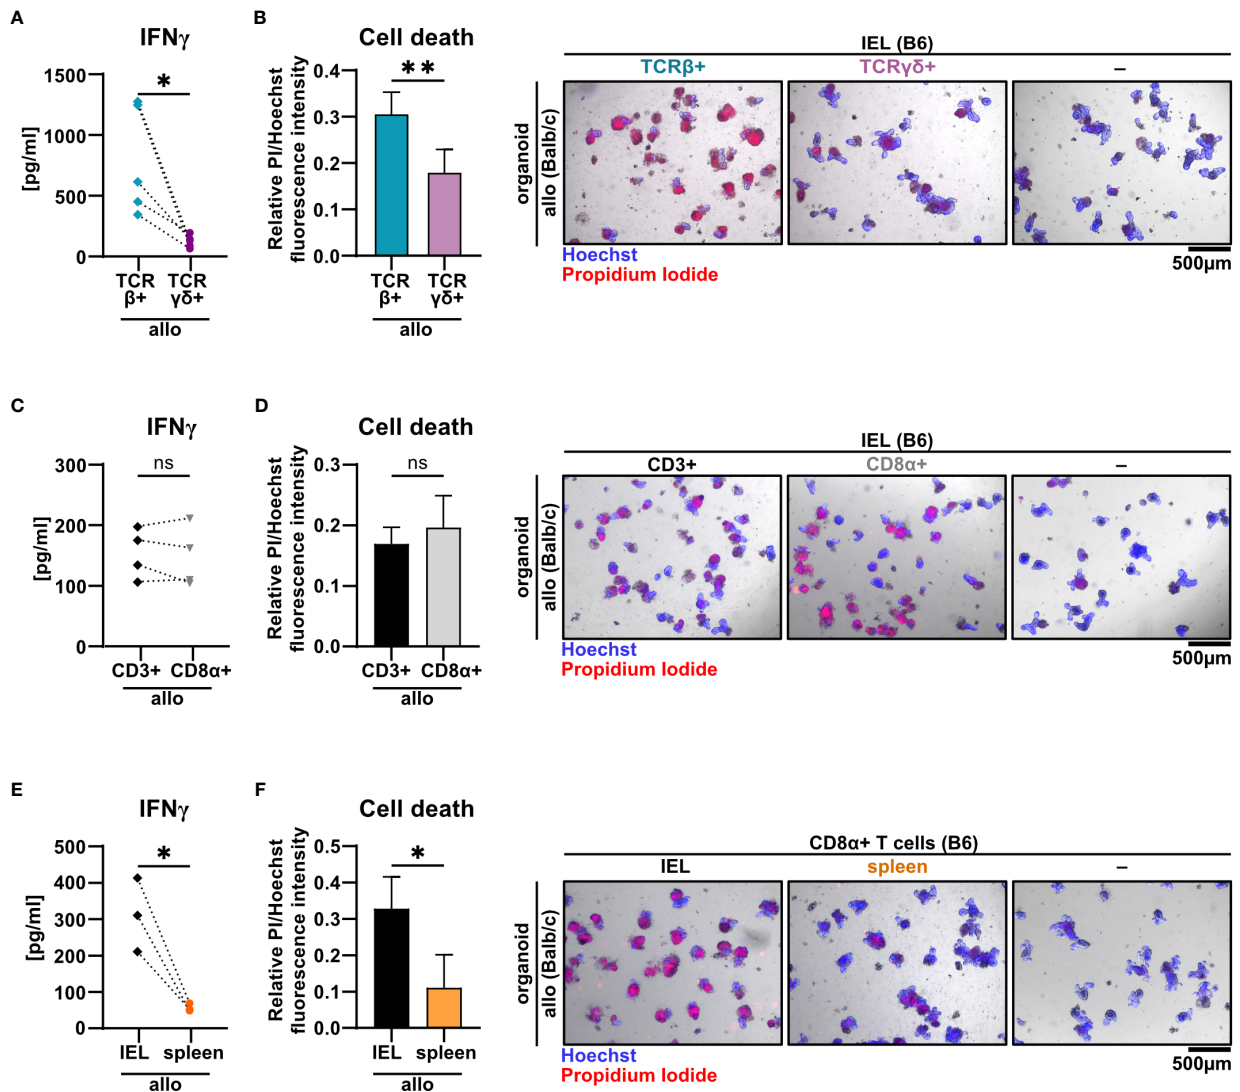 A
IFNγ
[pg/ml]
1500
1000
500
0
*
TCR β+
TCR γδ+
allo
B
Cell death
Relative PI/Hoechst
fluorescence intensity
0.4
0.3
0.2
0.1
0.0
**
TCR β+
TCR γδ+
allo
IEL (B6)
TCRβ+
TCRγδ+
–
organoid
allo (Balb/c)
Hoechst
Propidium Iodide
500µm
C
IFNγ
[pg/ml]
300
200
100
0
ns
CD3+
CD8α+
allo
D
Cell death
Relative PI/Hoechst
fluorescence intensity
0.3
0.2
0.1
0.0
ns
CD3+
CD8α+
allo
IEL (B6)
CD3+
CD8α+
–
organoid
allo (Balb/c)
Hoechst
Propidium Iodide
500µm
E
IFNγ
[pg/ml]
500
400
300
200
100
0
*
IEL
spleen
allo
F
Cell death
Relative PI/Hoechst
fluorescence intensity
0.5
0.4
0.3
0.2
0.1
0.0
*
IEL
spleen
allo
CD8α+ T cells (B6)
IEL
spleen
–
organoid
allo (Balb/c)
Hoechst
Propidium Iodide
500µm